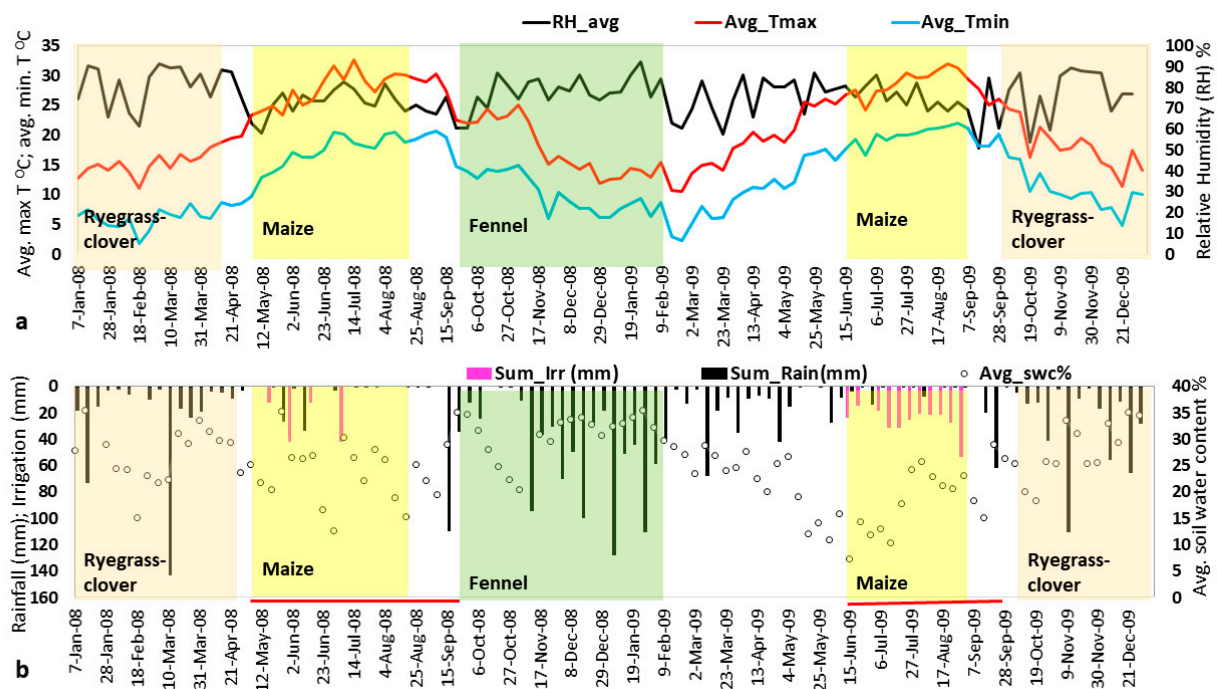 RH_avg Avg_Tmax Avg_Tmin
Avg. max T °C; avg. min. T °C
35
30
25
20
15
10
5
0
100
90
80
70
60
50
40
30
20
10
0
Relative Humidity (RH) %
Ryegrass-
clover
Maize
Fennel
Maize
Ryegrass-
clover
7-Jan-08
28-Jan-08
18-Feb-08
10-Mar-08
31-Mar-08
21-Apr-08
12-May-08
2-Jun-08
23-Jun-08
14-Jul-08
4-Aug-08
25-Aug-08
15-Sep-08
6-Oct-08
27-Oct-08
17-Nov-08
8-Dec-08
29-Dec-08
19-Jan-09
9-Feb-09
2-Mar-09
23-Mar-09
13-Apr-09
4-May-09
25-May-09
15-Jun-09
6-Jul-09
27-Jul-09
17-Aug-09
7-Sep-09
28-Sep-09
19-Oct-09
9-Nov-09
30-Nov-09
21-Dec-09
a
Sum_Irr (mm) Sum_Rain(mm) Avg_swc%
Rainfall (mm); Irrigation (mm)
0
20
40
60
80
100
120
140
160
40%
35
30
25
20
15
10
5
0
Avg. soil water content %
Ryegrass-
clover
Maize
Fennel
Maize
Ryegrass-
clover
7-Jan-08
28-Jan-08
18-Feb-08
10-Mar-08
31-Mar-08
21-Apr-08
12-May-08
2-Jun-08
23-Jun-08
14-Jul-08
4-Aug-08
25-Aug-08
15-Sep-08
6-Oct-08
27-Oct-08
17-Nov-08
8-Dec-08
29-Dec-08
19-Jan-09
9-Feb-09
2-Mar-09
23-Mar-09
13-Apr-09
4-May-09
25-May-09
15-Jun-09
6-Jul-09
27-Jul-09
17-Aug-09
7-Sep-09
28-Sep-09
19-Oct-09
9-Nov-09
30-Nov-09
21-Dec-09
b